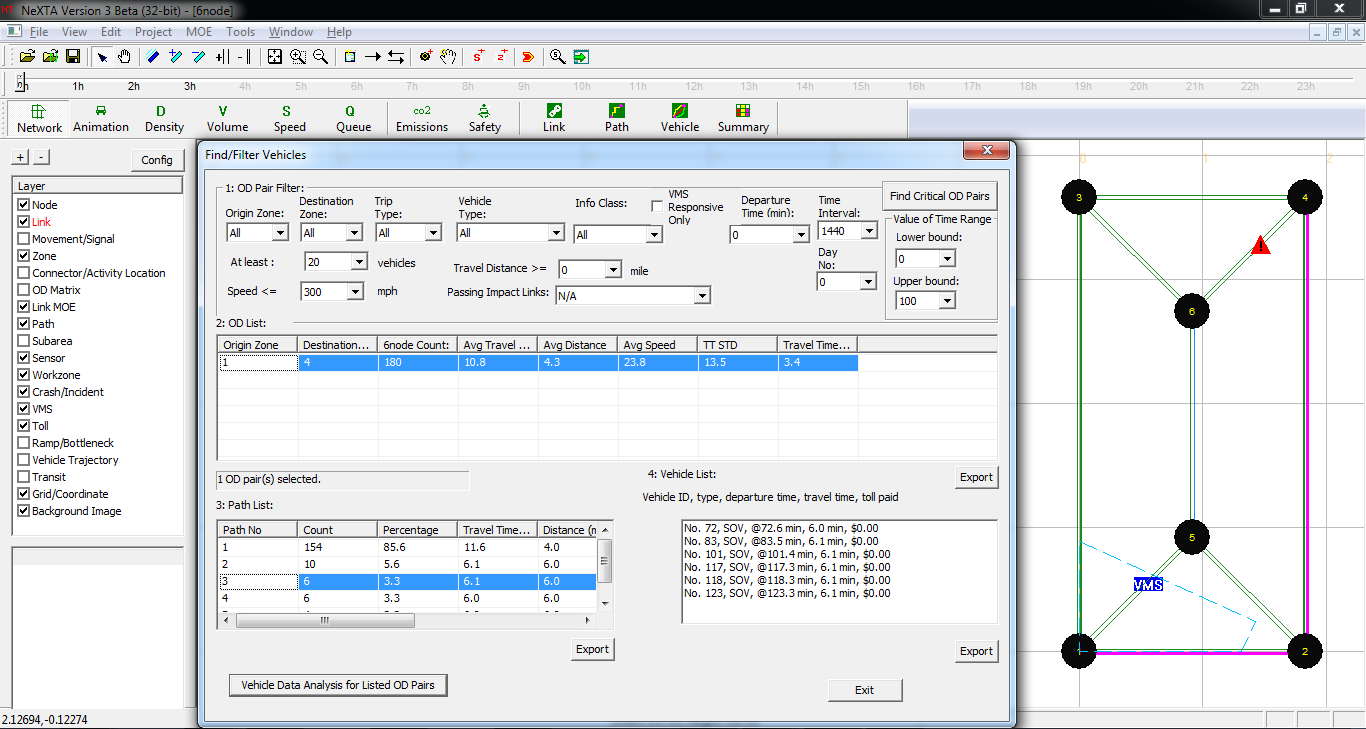 NeXTA Version 3 Beta (32-bit) - [6node]
File View Edit Project MOE Tools Window Help
1h 2h 3h 4h 5h 6h 7h 8h 9h 10h 11h 12h 13h 14h 15h 16h 17h 18h 19h 20h 21h 22h 23h
D V S Q co2
Network Animation Density Volume Speed Queue Emissions Safety Link Path Vehicle Summary
+ - Config
Layer
Node
Link
Movement/Signal
Zone
Connector/Activity Location
OD Matrix
Link MOE
Path
Subarea
Sensor
Workzone
Crash/Incident
VMS
Toll
Ramp/Bottleneck
Vehicle Trajectory
Transit
Grid/Coordinate
Background Image
2.12694,-0.12274
Find/Filter Vehicles
1: OD Pair Filter:
Origin Zone:
All
Destination
Zone:
All
Trip
Type:
All
Vehicle
Type:
All
Info Class:
All
VMS
Responsive
Only
Departure
Time (min):
0
Time
Interval:
1440
Find Critical OD Pairs
At least : 20 vehicles
Travel Distance >= 0 mile
Day
No:
0
Speed <= 300 mph
Passing Impact Links: N/A
Value of Time Range
Lower bound:
0
Upper bound:
100
2: OD List:
Origin Zone Destination... 6node Count: Avg Travel ... Avg Distance Avg Speed TT STD Travel Time...
1 4 180 10.8 4.3 23.8 13.5 3.4
1 OD pair(s) selected.
3: Path List:
Path No Count Percentage Travel Time... Distance (m
1 154 85.6 11.6 4.0
2 10 5.6 6.1 6.0
3 6 3.3 6.1 6.0
4 6 3.3 6.0 6.0
Export
Vehicle Data Analysis for Listed OD Pairs
4: Vehicle List:
Export
Vehicle ID, type, departure time, travel time, toll paid
No. 72, SOV, @72.6 min, 6.0 min, $0.00
No. 83, SOV, @83.5 min, 6.1 min, $0.00
No. 101, SOV, @101.4 min, 6.1 min, $0.00
No. 117, SOV, @117.3 min, 6.1 min, $0.00
No. 118, SOV, @118.3 min, 6.1 min, $0.00
No. 123, SOV, @123.3 min, 6.1 min, $0.00
Export
Exit
0 1 2
3 4
6
5
VMS
2